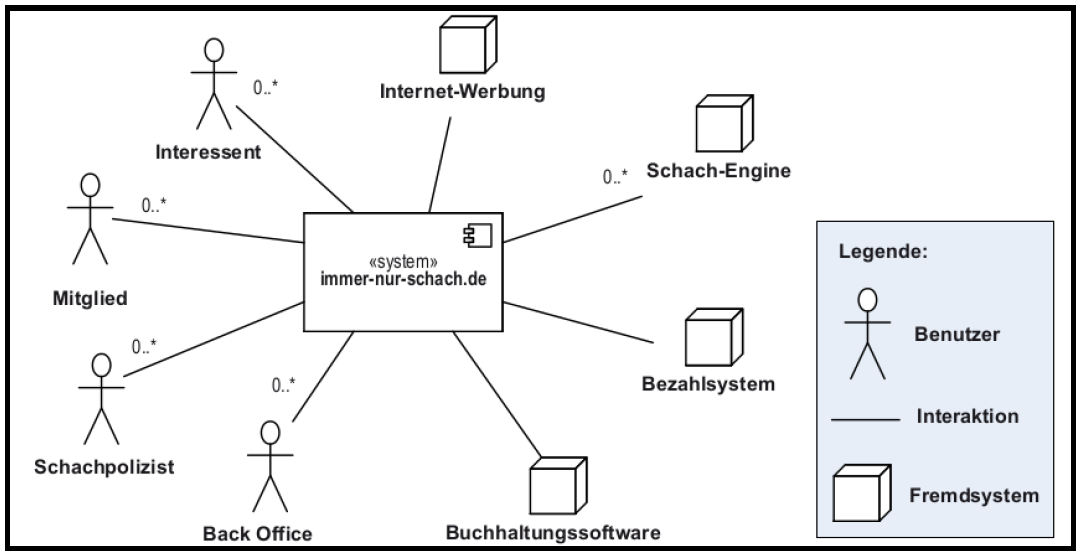 0..*
Interessent
Internet-Werbung
Schach-Engine
0..*
0..*
Mitglied
«system»
immer-nur-schach.de
0..*
Schachpolizist
0..*
Back Office
Buchhaltungssoftware
Bezahlsystem
Legende:
Benutzer
Interaktion
Fremdsystem